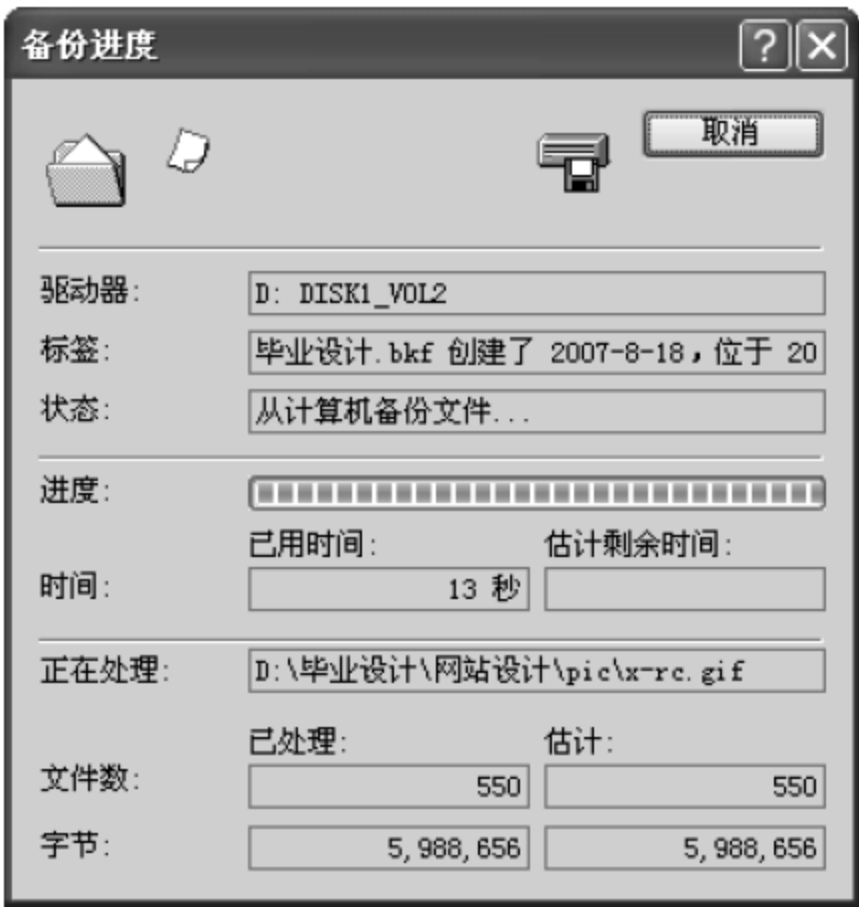 备份进度
取消
驱动器: D: DISK1_VOL2
标签: 毕业设计.bkf 创建了 2007-8-18，位于 20
状态: 从计算机备份文件...
进度:
已用时间: 估计剩余时间:
时间: 13 秒
正在处理: D:\毕业设计\网站设计\pic\x-rc.gif
已处理: 估计:
文件数: 550 550
字节: 5,988,656 5,988,656